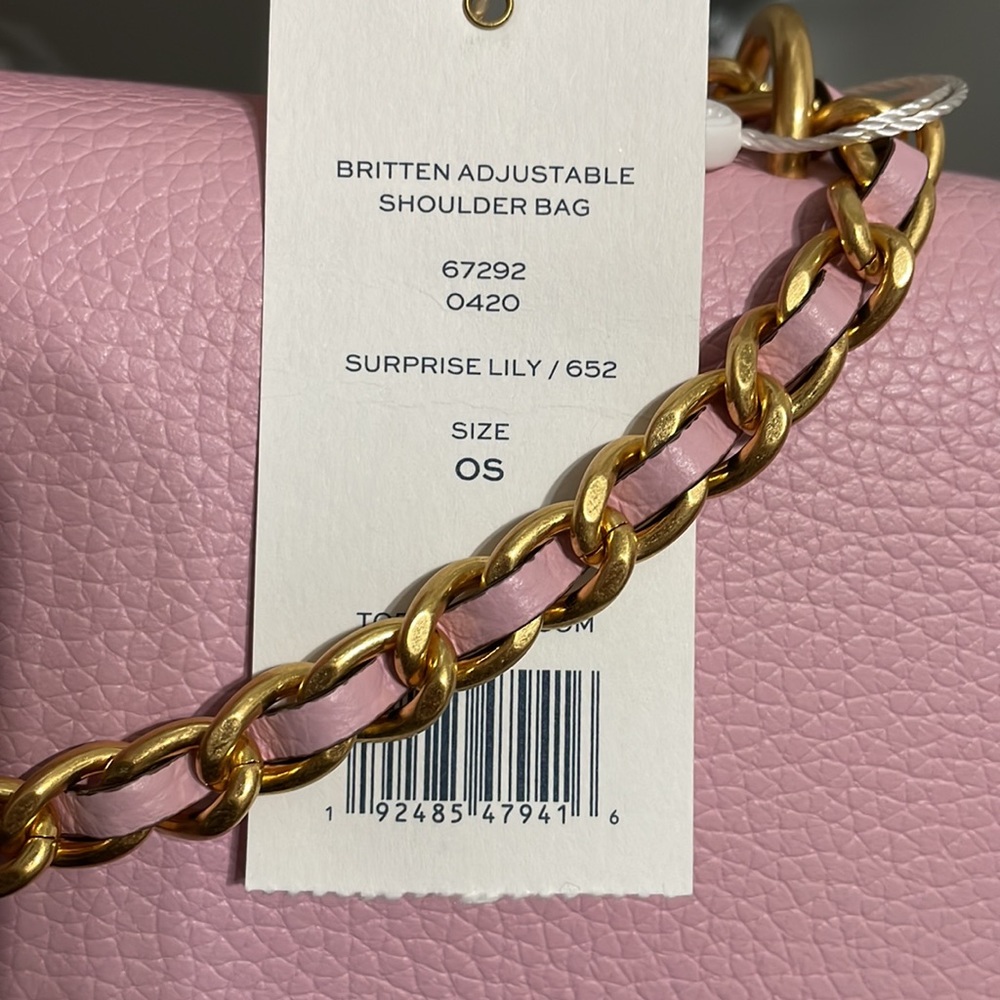 BRITTEN ADJUSTABLE
SHOULDER BAG
67292
0420
SURPRISE LILY / 652
SIZE
OS
1 92485 47941 6